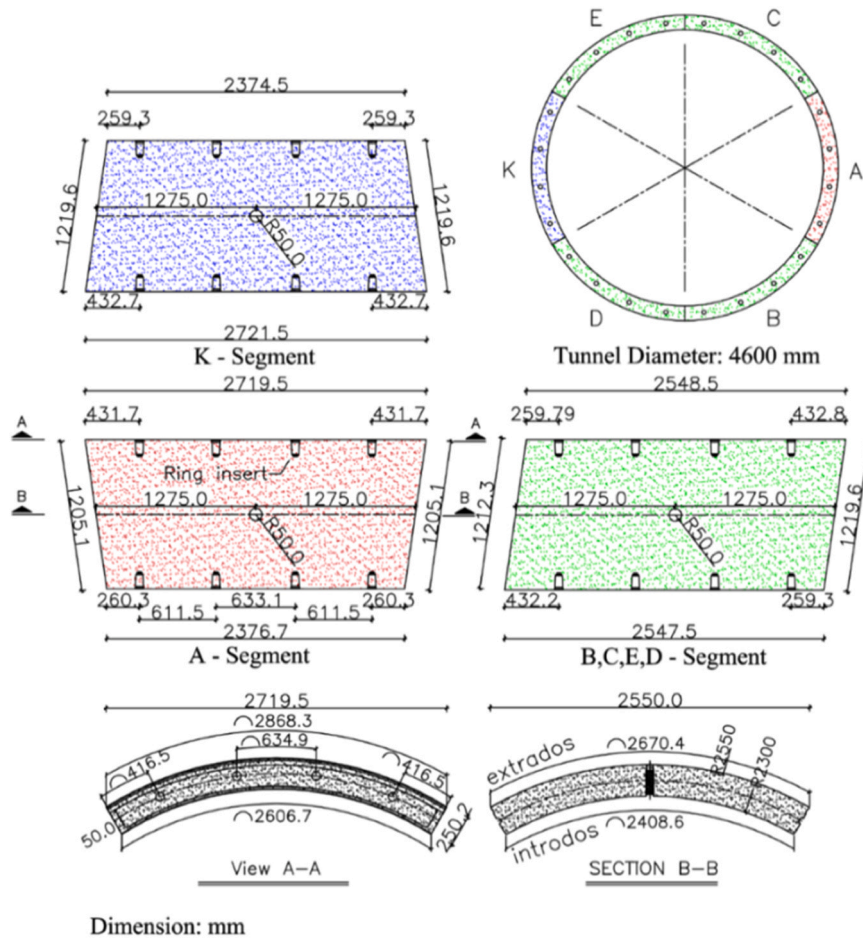 E C
2374.5
259.3 259.3
K A
1219.6 1275.0 1275.0 1219.6
R50.0
432.7 432.7
D B
2721.5
K - Segment Tunnel Diameter: 4600 mm
2719.5 2548.5
A 431.7 431.7 A 259.79 432.8
Ring insert
B 1275.0 1275.0 B 1275.0 1275.0
1205.1 R50.0 1205.1 1212.3 R50.0 1219.6
260.3 633.1 260.3 432.2 259.3
611.5 611.5
2376.7 2547.5
A - Segment B,C,E,D - Segment
2719.5 2550.0
⌒2868.3
⌒634.9 ⌒2670.4
⌒416.5 ⌒416.5 extrados R2550 R2300
50.0 ⌒2606.7 250.2 introdos ⌒2408.6
View A-A SECTION B-B
Dimension: mm